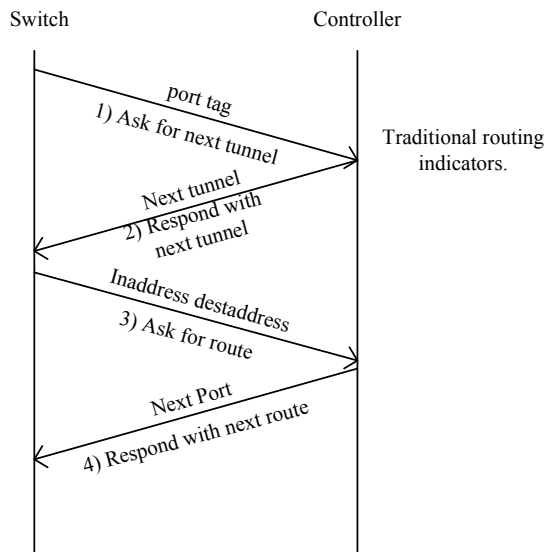 Switch
Controller
port tag
1) Ask for next tunnel
Traditional routing
indicators.
Next tunnel
2) Respond with
next tunnel
Inaddress destaddress
3) Ask for route
Next Port
4) Respond with next route